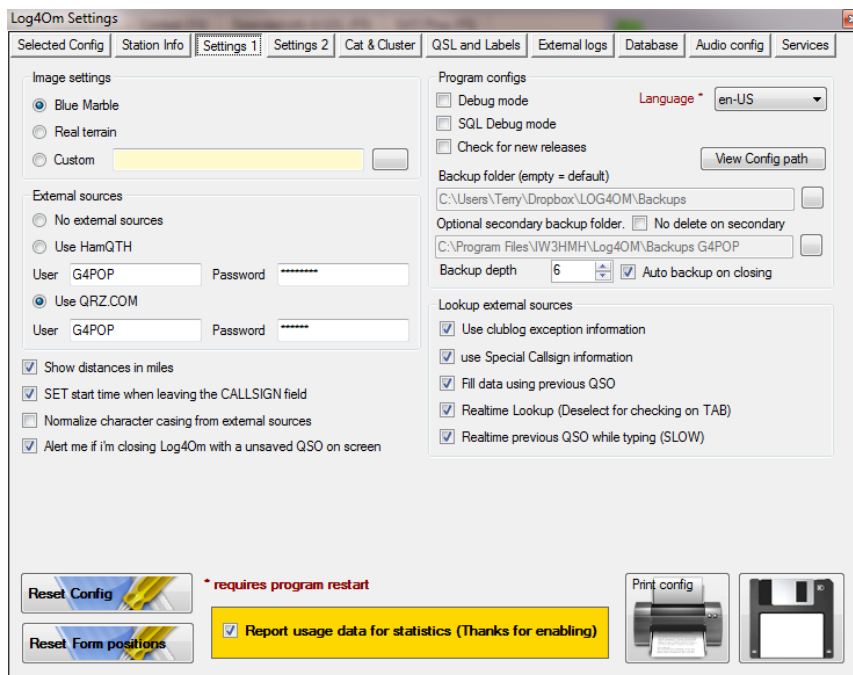 Log4Om Settings
Selected Config Station Info Settings 1 Settings 2 Cat & Cluster QSL and Labels External logs Database Audio config Services
Image settings
Blue Marble
Real terrain
Custom
External sources
No external sources
Use HamQTH
User G4POP Password ********
Use QRZ.COM
User G4POP Password ******
Show distances in miles
SET start time when leaving the CALLSIGN field
Normalize character casing from external sources
Alert me if i'm closing Log4Om with a unsaved QSO on screen
Program configs
Debug mode Language * en-US
SQL Debug mode
Check for new releases
View Config path
Backup folder (empty = default)
C:\Users\Terry\Dropbox\LOG4OM\Backups
Optional secondary backup folder. No delete on secondary
C:\Program Files\IW3HMH\Log4OM\Backups G4POP
Backup depth 6 Auto backup on closing
Lookup external sources
Use clublog exception information
use Special Callsign information
Fill data using previous QSO
Realtime Lookup (Deselect for checking on TAB)
Realtime previous QSO while typing (SLOW)
Reset Config
* requires program restart
Print config
Report usage data for statistics (Thanks for enabling)
Reset Form positions